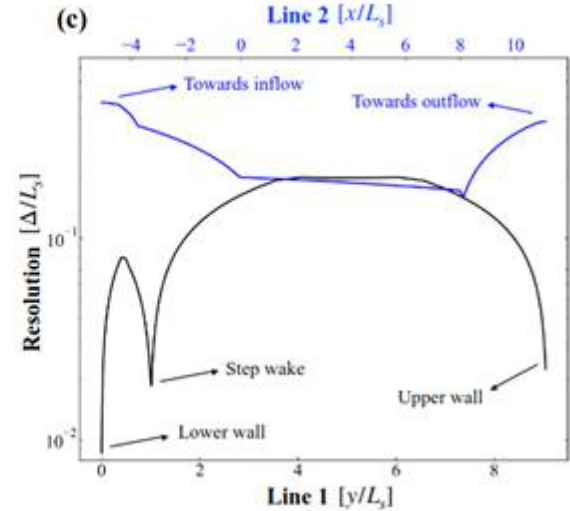 (c)
Line 2 [x/Lₛ]
−4 −2 0 2 4 6 8 10
Towards inflow
Towards outflow
Resolution [Δ/Lₛ]
10⁻¹
Step wake
Upper wall
Lower wall
10⁻²
0 2 4 6 8
Line 1 [y/Lₛ]